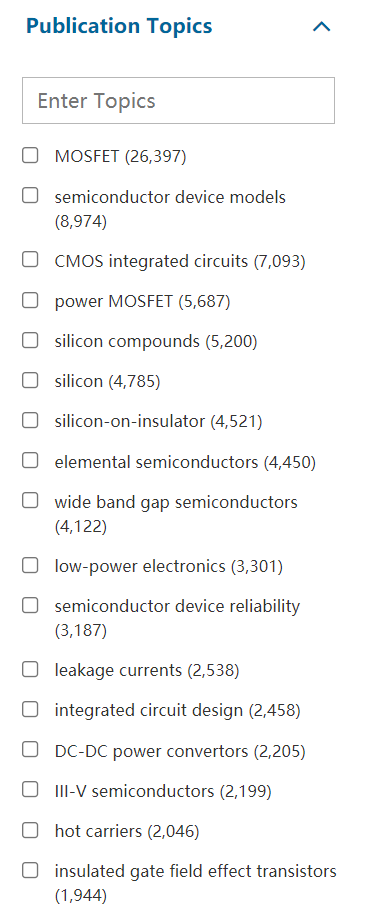 Publication Topics
Enter Topics
MOSFET (26,397)
semiconductor device models
(8,974)
CMOS integrated circuits (7,093)
power MOSFET (5,687)
silicon compounds (5,200)
silicon (4,785)
silicon-on-insulator (4,521)
elemental semiconductors (4,450)
wide band gap semiconductors
(4,122)
low-power electronics (3,301)
semiconductor device reliability
(3,187)
leakage currents (2,538)
integrated circuit design (2,458)
DC-DC power convertors (2,205)
III-V semiconductors (2,199)
hot carriers (2,046)
insulated gate field effect transistors
(1,944)